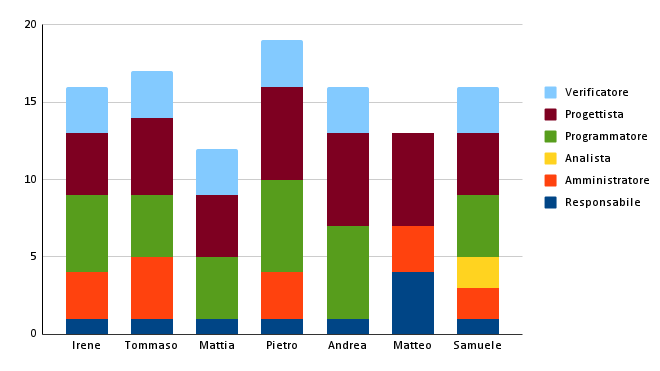 20
15
10
5
0
Irene Tommaso Mattia Pietro Andrea Matteo Samuele
Verificatore
Progettista
Programmatore
Analista
Amministratore
Responsabile